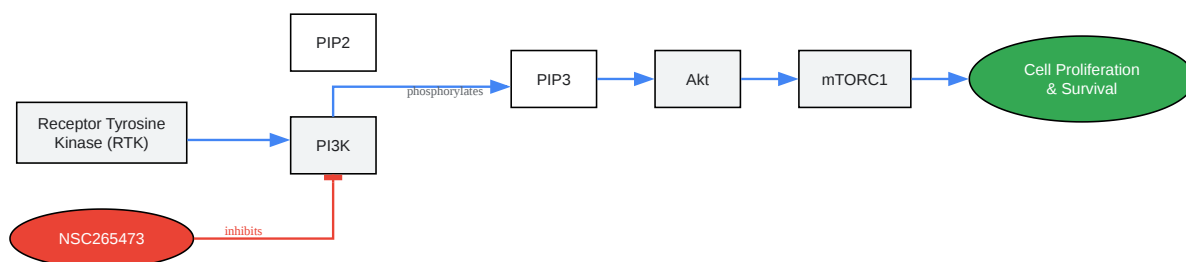 PIP2
phosphorylates
PIP3
Akt
mTORC1
Cell Proliferation
& Survival
Receptor Tyrosine
Kinase (RTK)
PI3K
NSC265473
inhibits